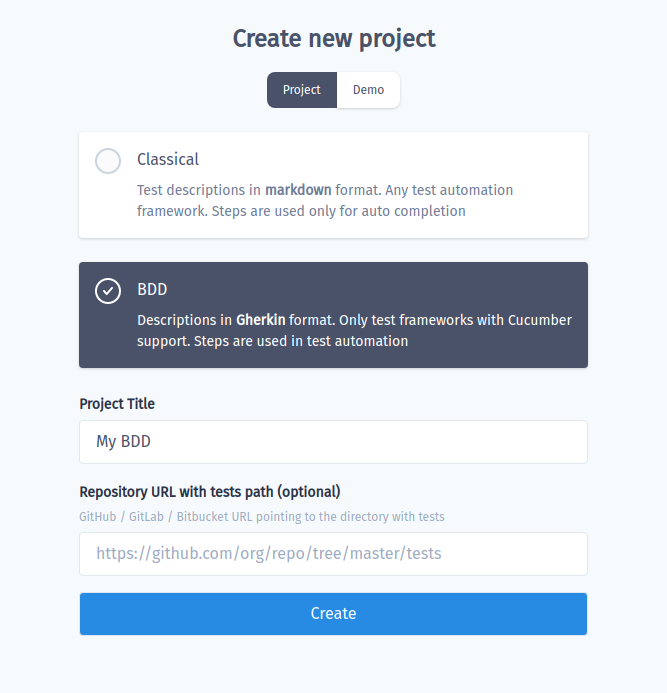 Create new project
Project Demo
Classical
Test descriptions in markdown format. Any test automation
framework. Steps are used only for auto completion
BDD
Descriptions in Gherkin format. Only test frameworks with Cucumber
support. Steps are used in test automation
Project Title
My BDD
Repository URL with tests path (optional)
GitHub / GitLab / Bitbucket URL pointing to the directory with tests
https://github.com/org/repo/tree/master/tests
Create